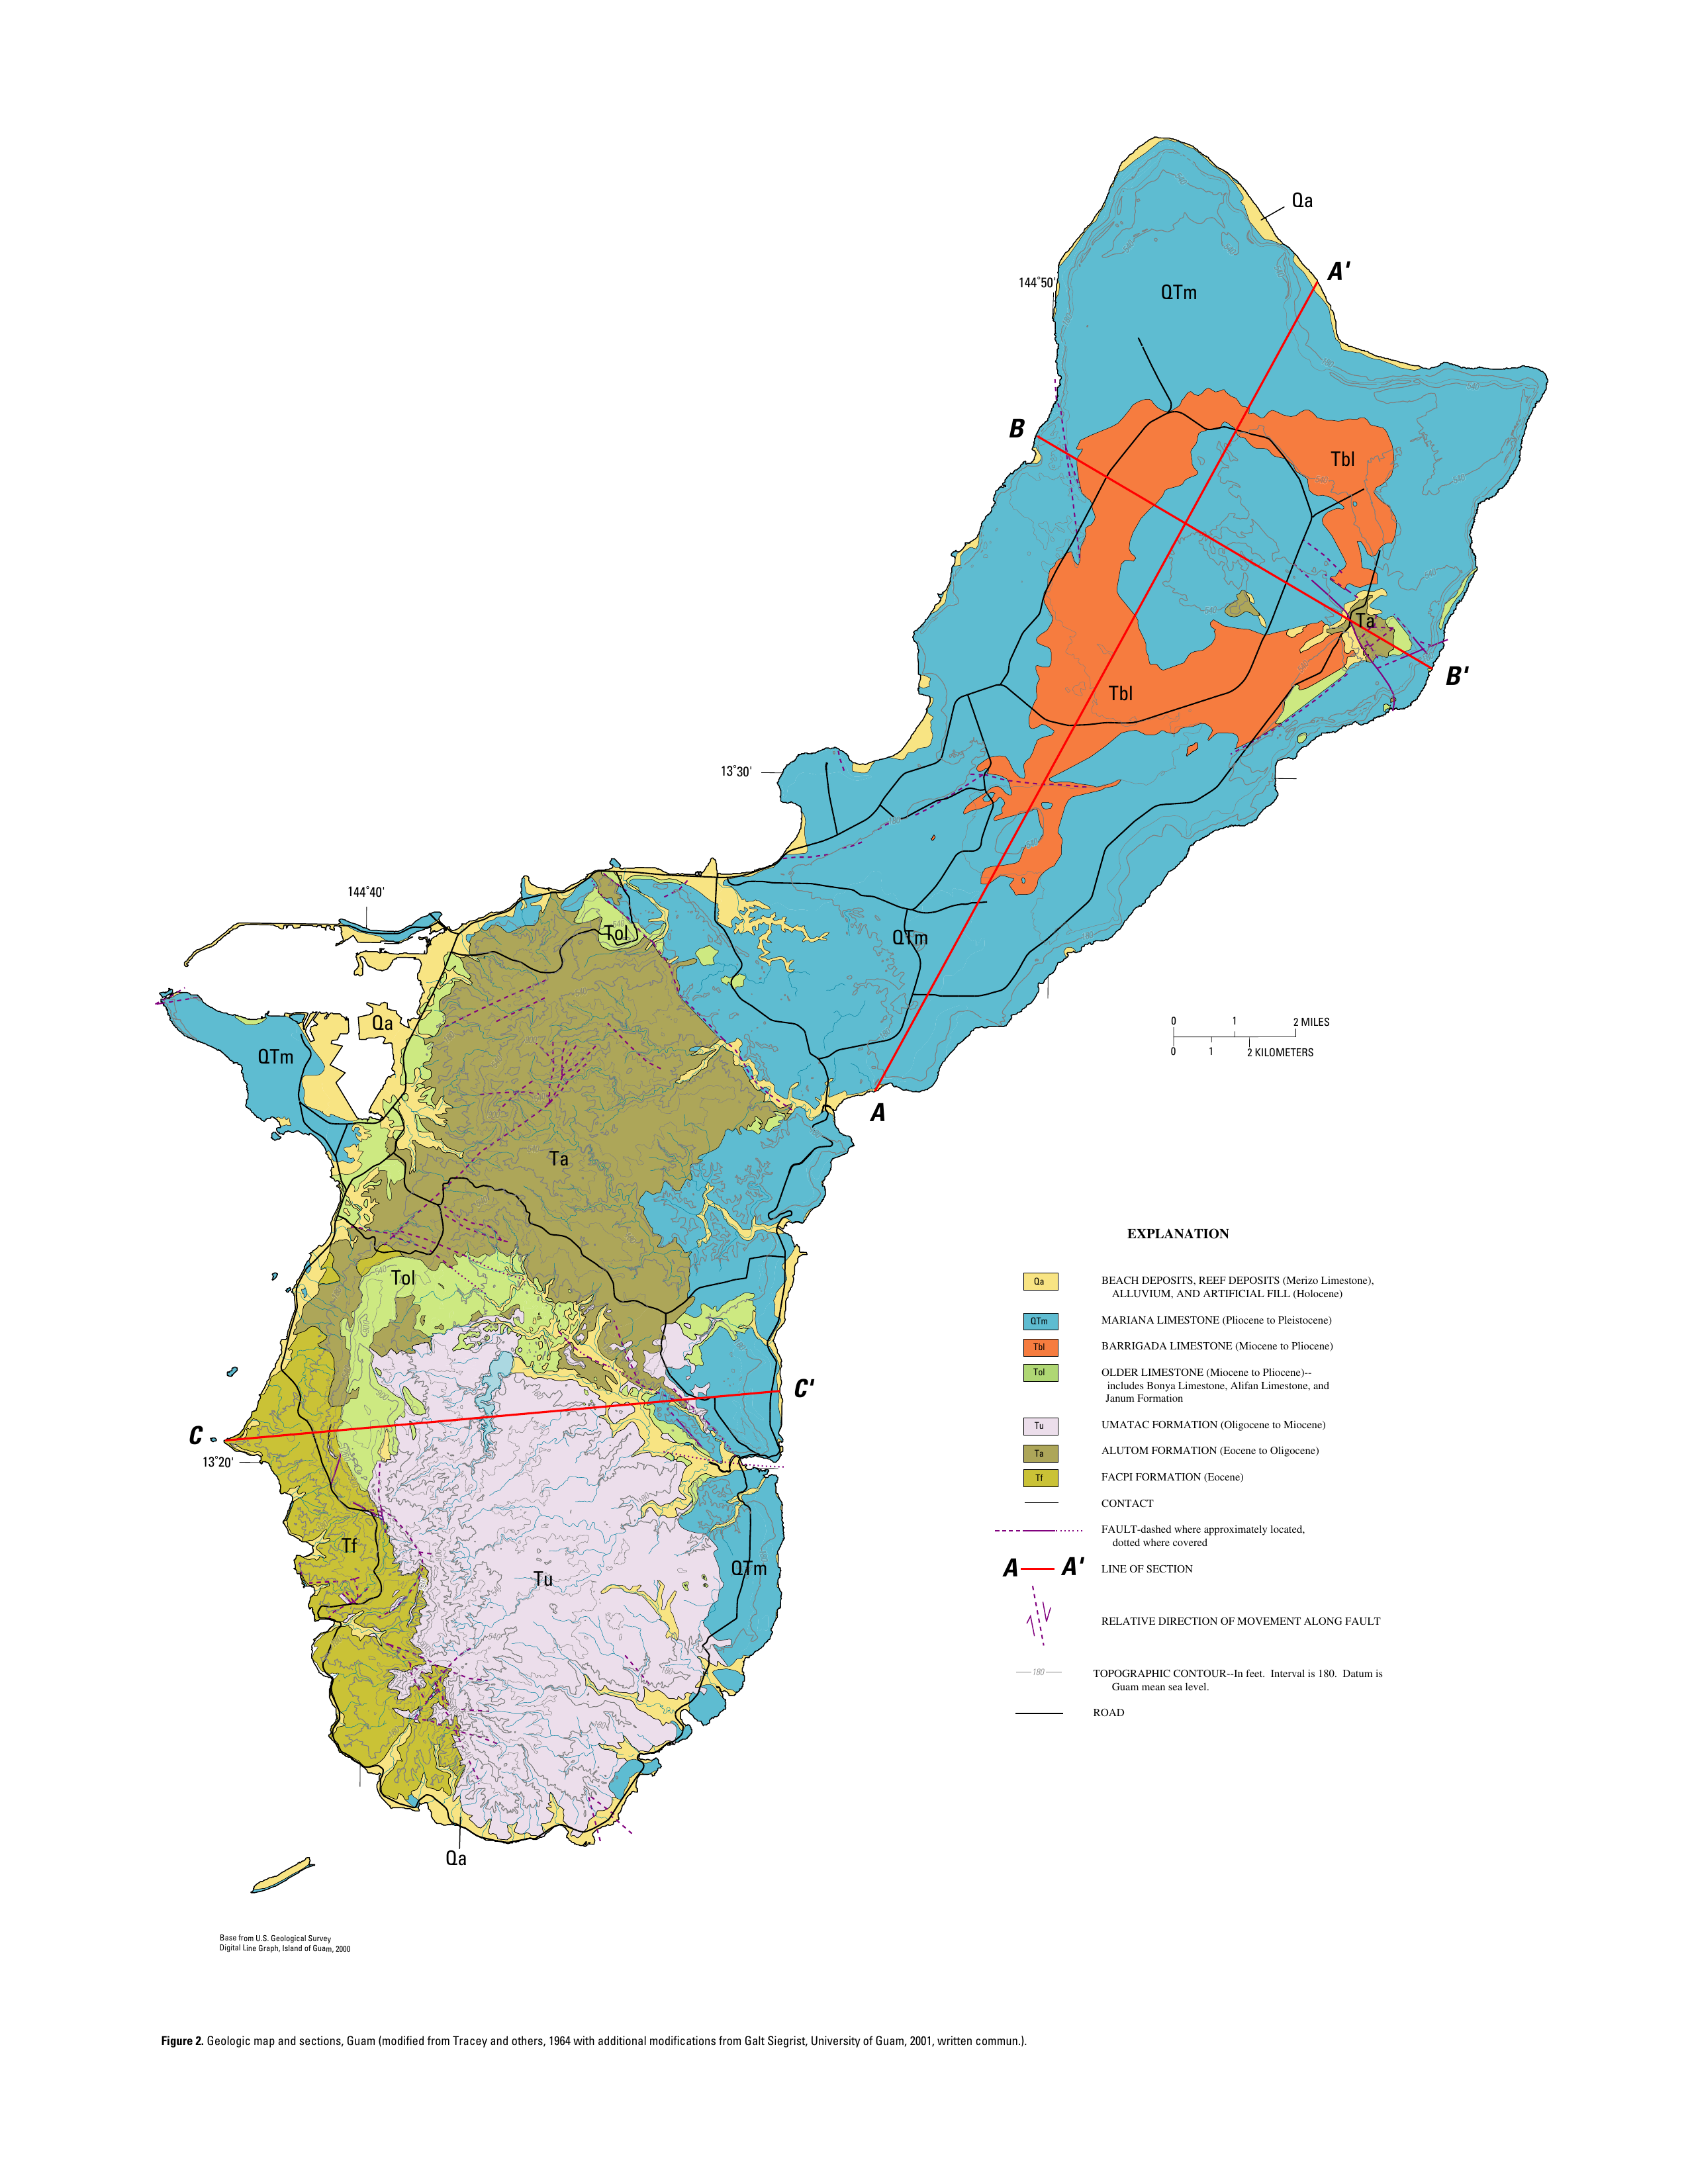 Qa
A'
144°50'
QTm
B
Tbl
Ta
B'
Tbl
13°30'
144°40'
Tol
QTm
Qa
0 1 2 MILES
0 1 2 KILOMETERS
QTm
A
Ta
Tol
C'
C
13°20'
Tf
Tu
QTm
Qa
EXPLANATION
Qa BEACH DEPOSITS, REEF DEPOSITS (Merizo Limestone),
ALLUVIUM, AND ARTIFICIAL FILL (Holocene)
QTm MARIANA LIMESTONE (Pliocene to Pleistocene)
Tbl BARRIGADA LIMESTONE (Miocene to Pliocene)
Tol OLDER LIMESTONE (Miocene to Pliocene)--
includes Bonya Limestone, Alifan Limestone, and
Janum Formation
Tu UMATAC FORMATION (Oligocene to Miocene)
Ta ALUTOM FORMATION (Eocene to Oligocene)
Tf FACPI FORMATION (Eocene)
CONTACT
FAULT-dashed where approximately located,
dotted where covered
A A' LINE OF SECTION
RELATIVE DIRECTION OF MOVEMENT ALONG FAULT
180 TOPOGRAPHIC CONTOUR--In feet. Interval is 180. Datum is
Guam mean sea level.
ROAD
Base from U.S. Geological Survey
Digital Line Graph, Island of Guam, 2000
Figure 2. Geologic map and sections, Guam (modified from Tracey and others, 1964 with additional modifications from Galt Siegrist, University of Guam, 2001, written commun.).